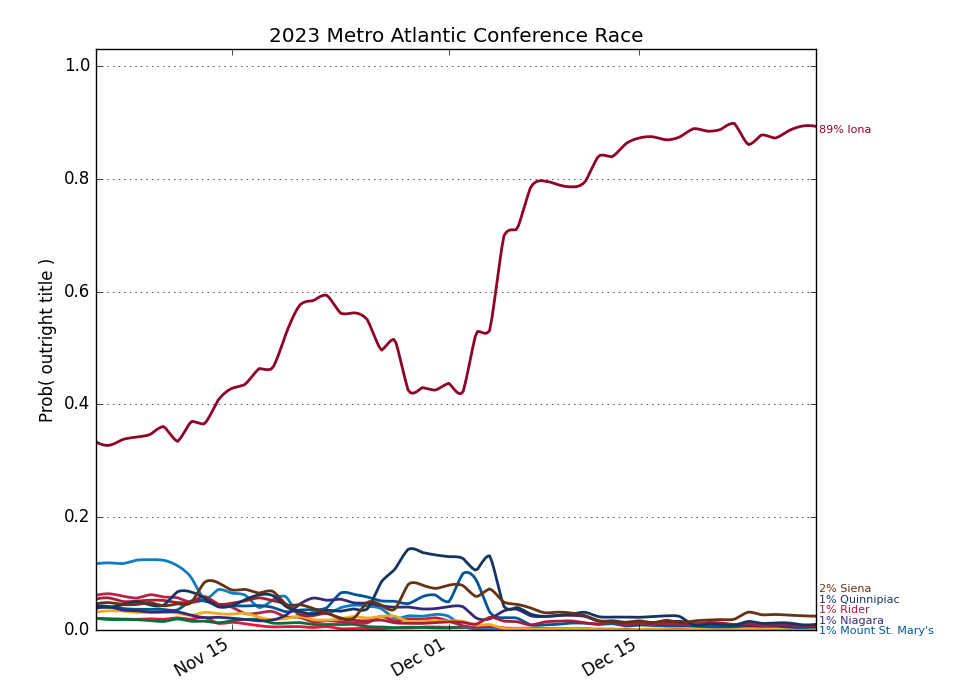 2023 Metro Atlantic Conference Race
Prob( outright title )
1.0
0.8
0.6
0.4
0.2
0.0
Nov 15
Dec 01
Dec 15
89% Iona
2% Siena
1% Quinnipiac
1% Rider
1% Niagara
1% Mount St. Mary's